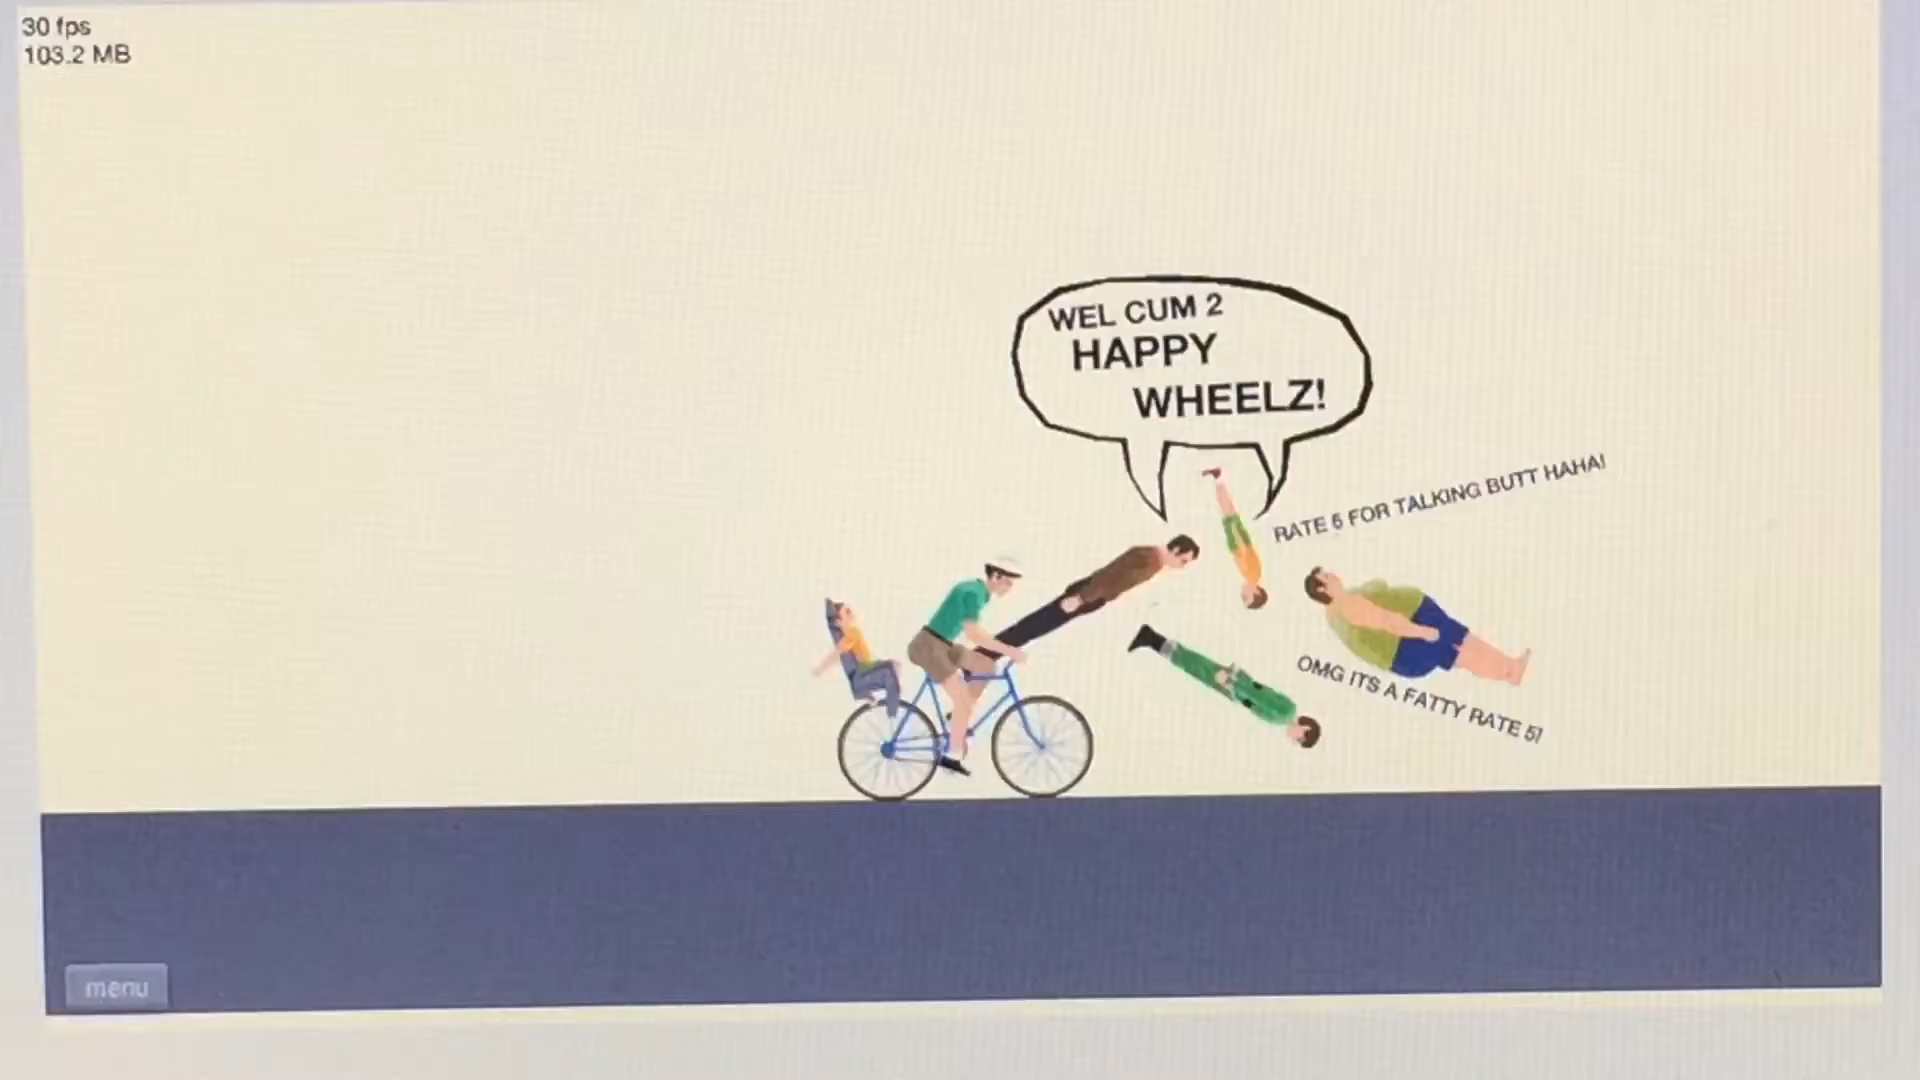 30 fps
103.2 MB
WEL CUM 2
HAPPY
WHEELZ!
RATE 5 FOR TALKING BUTT HAHA!
OMG ITS A FATTY RATE 5!
menu